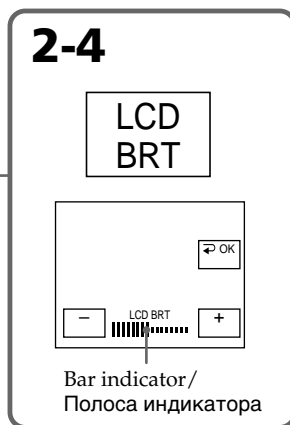 2-4
LCD
BRT
⮐ OK
− LCD BRT +
Bar indicator/
Полоса индикатора